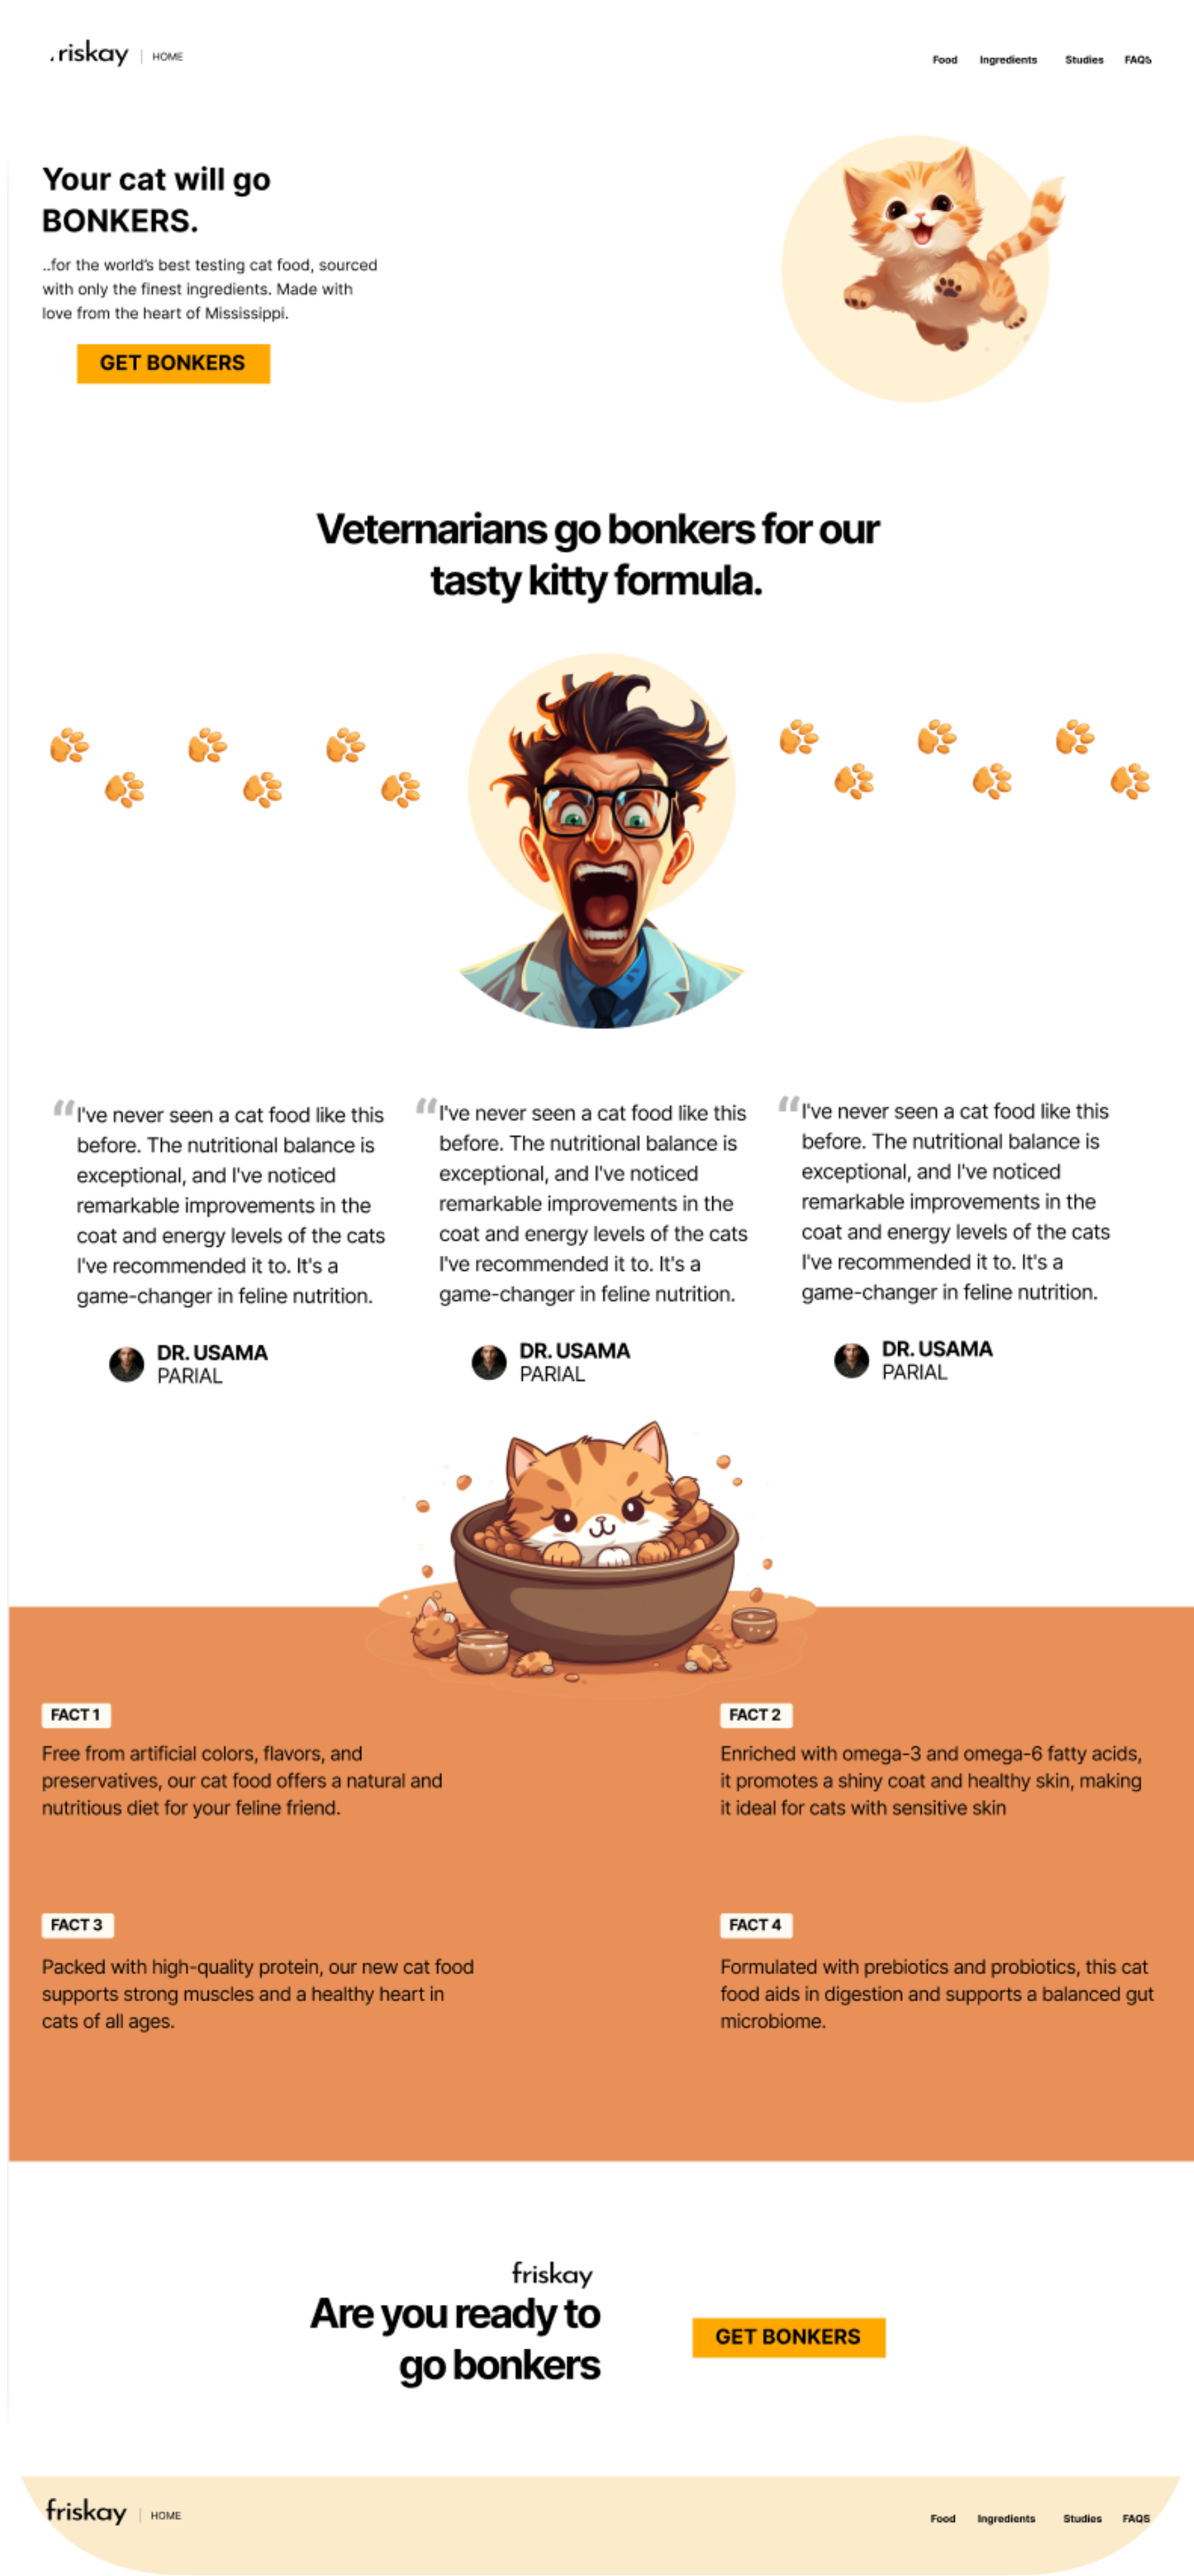 riskay | HOME
Food Ingredients Studies FAQS
Your cat will go
BONKERS.
..for the world's best testing cat food, sourced
with only the finest ingredients. Made with
love from the heart of Mississippi.
GET BONKERS
Veternarians go bonkers for our
tasty kitty formula.
“I've never seen a cat food like this
before. The nutritional balance is
exceptional, and I've noticed
remarkable improvements in the
coat and energy levels of the cats
I've recommended it to. It's a
game-changer in feline nutrition.
DR. USAMA
PARIAL
“I've never seen a cat food like this
before. The nutritional balance is
exceptional, and I've noticed
remarkable improvements in the
coat and energy levels of the cats
I've recommended it to. It's a
game-changer in feline nutrition.
DR. USAMA
PARIAL
“I've never seen a cat food like this
before. The nutritional balance is
exceptional, and I've noticed
remarkable improvements in the
coat and energy levels of the cats
I've recommended it to. It's a
game-changer in feline nutrition.
DR. USAMA
PARIAL
FACT 1
Free from artificial colors, flavors, and
preservatives, our cat food offers a natural and
nutritious diet for your feline friend.
FACT 2
Enriched with omega-3 and omega-6 fatty acids,
it promotes a shiny coat and healthy skin, making
it ideal for cats with sensitive skin
FACT 3
Packed with high-quality protein, our new cat food
supports strong muscles and a healthy heart in
cats of all ages.
FACT 4
Formulated with prebiotics and probiotics, this cat
food aids in digestion and supports a balanced gut
microbiome.
friskay
Are you ready to
go bonkers
GET BONKERS
friskay | HOME
Food Ingredients Studies FAQS